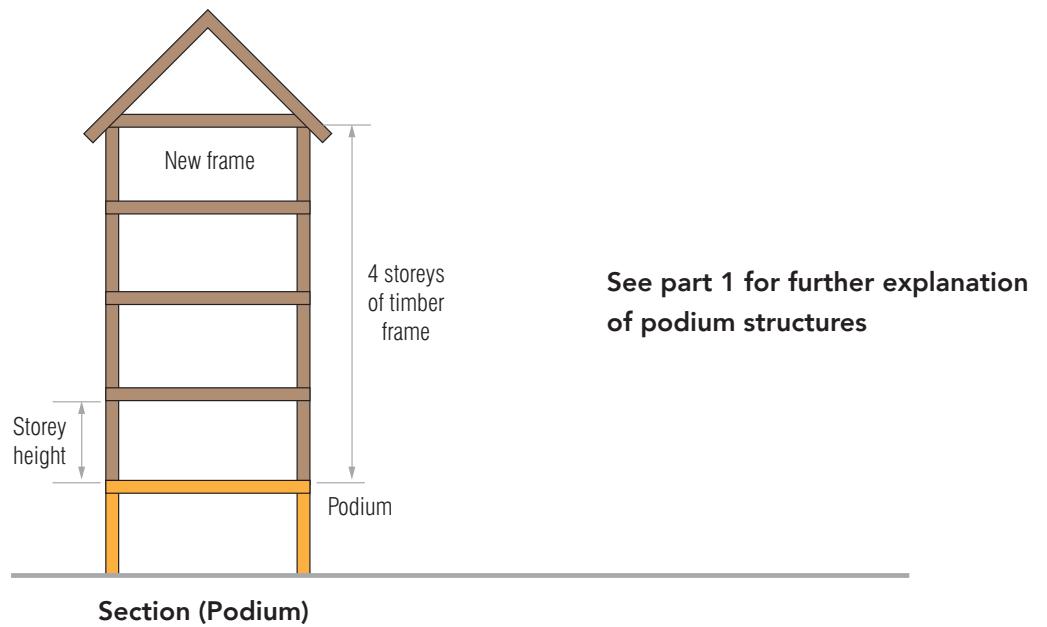 New frame
4 storeys
of timber
frame
See part 1 for further explanation
of podium structures
Storey
height
Podium
Section (Podium)